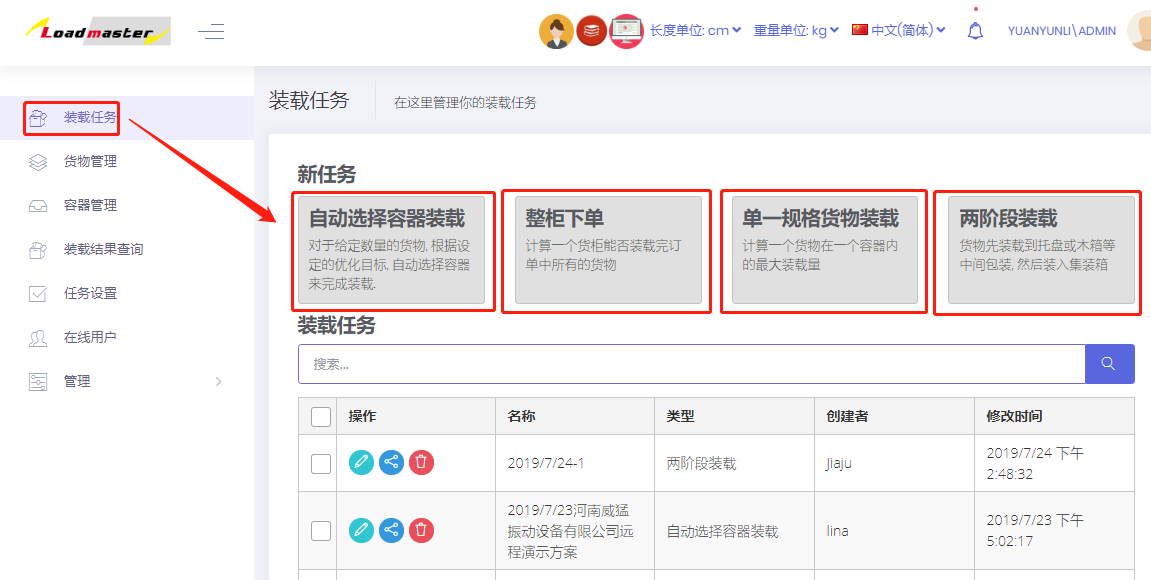 Loadmaster
长度单位: cm
重量单位: kg
中文(简体)
YUANYUNLI\ADMIN
装载任务
货物管理
容器管理
装载结果查询
任务设置
在线用户
管理
装载任务
在这里管理你的装载任务
新任务
自动选择容器装载
对于给定数量的货物, 根据设
定的优化目标, 自动选择容器
来完成装载.
整柜下单
计算一个货柜能否装载完订
单中所有的货物
单一规格货物装载
计算一个货物在一个容器内
的最大装载量
两阶段装载
货物先装载到托盘或木箱等
中间包装, 然后装入集装箱
装载任务
搜索...
操作
名称
类型
创建者
修改时间
2019/7/24-1
两阶段装载
Jiaju
2019/7/24 下午
2:48:32
2019/7/23河南威猛
振动设备有限公司远
程演示方案
自动选择容器装载
lina
2019/7/23 下午
5:02:17